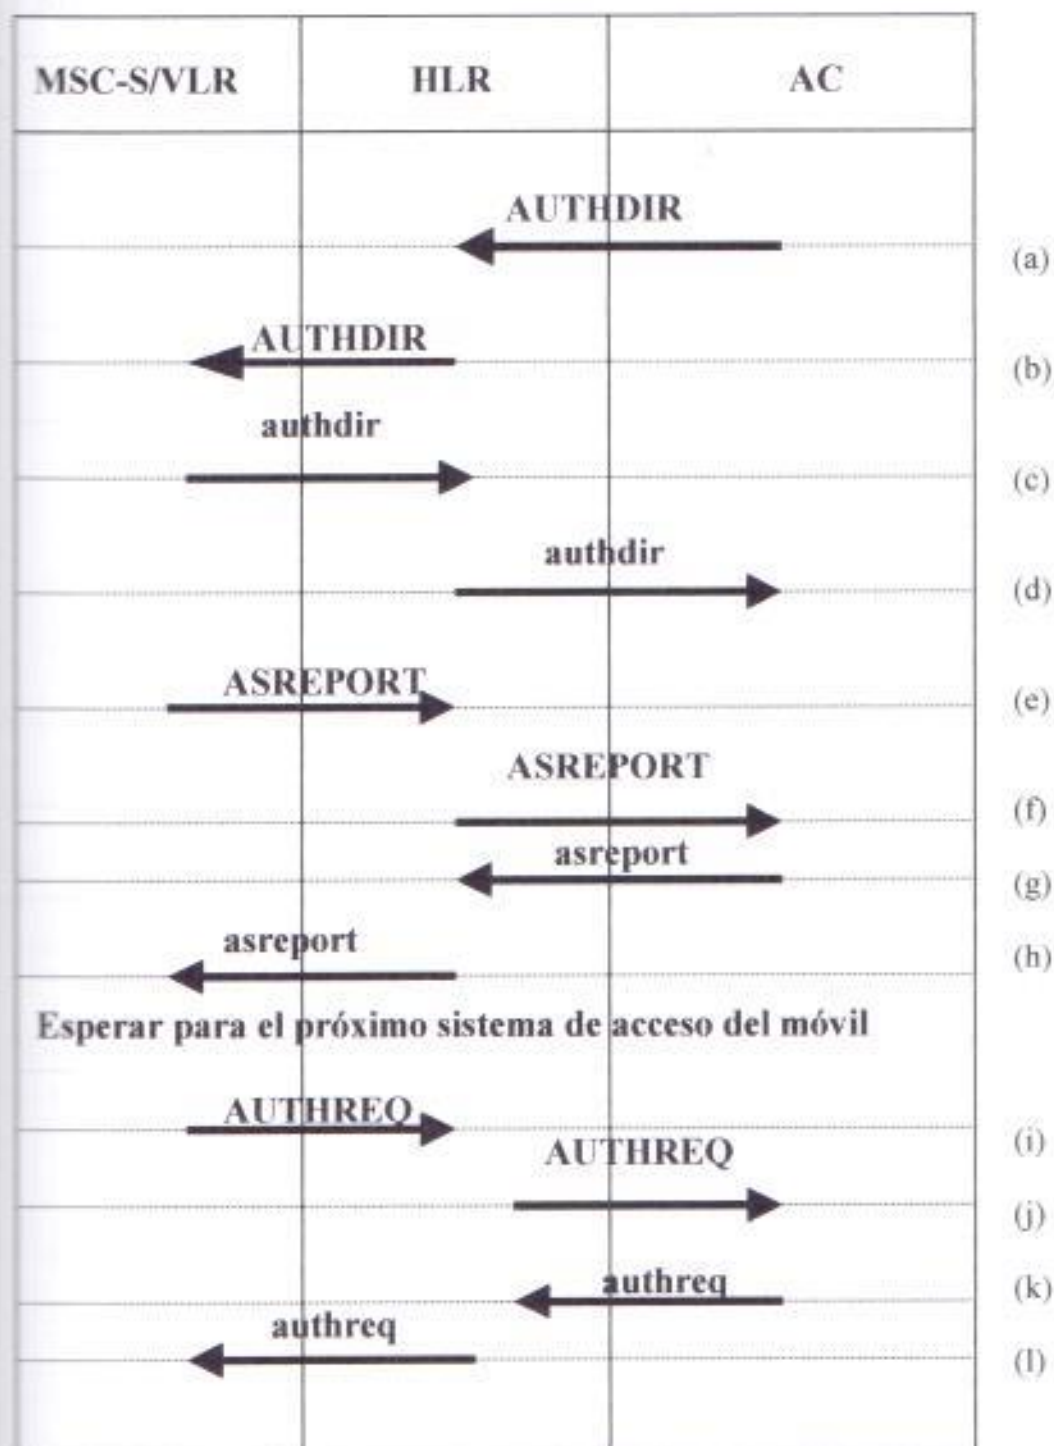 MSC-S/VLR HLR AC
AUTHDIR
(a)
AUTHDIR
(b)
authdir
(c)
authdir
(d)
ASREPORT
(e)
ASREPORT
(f)
asreport
(g)
asreport
(h)
Esperar para el próximo sistema de acceso del móvil
AUTHREQ
(i)
AUTHREQ
(j)
authreq
(k)
authreq
(l)